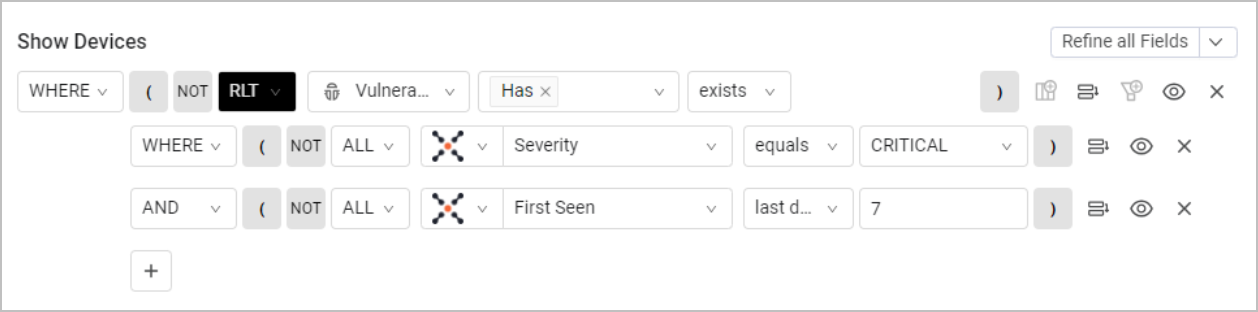 Show Devices
Refine all Fields
WHERE ( NOT RLT Vulnera... Has × exists )
WHERE ( NOT ALL Severity equals CRITICAL )
AND ( NOT ALL First Seen last d... 7 )
+